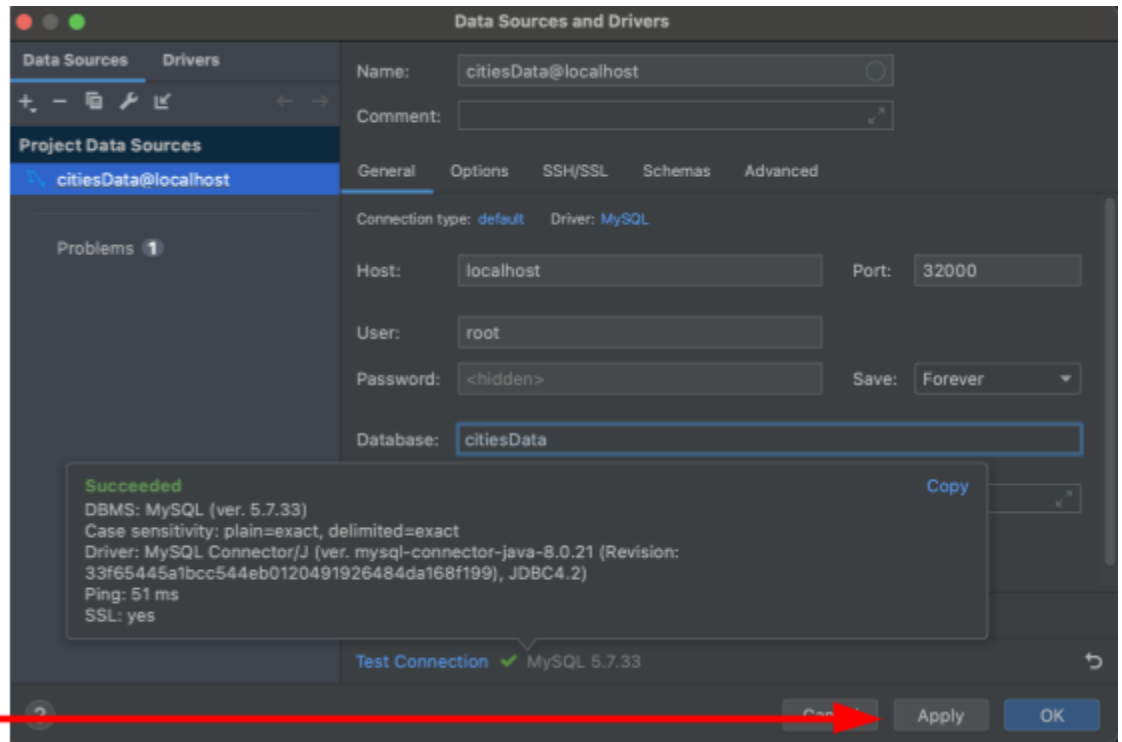 Data Sources and Drivers
Data Sources Drivers
Name: citiesData@localhost
Comment:
Project Data Sources
citiesData@localhost
General Options SSH/SSL Schemas Advanced
Connection type: default Driver: MySQL
Problems 1
Host: localhost Port: 32000
User: root
Password: <hidden> Save: Forever
Database: citiesData
Succeeded Copy
DBMS: MySQL (ver. 5.7.33)
Case sensitivity: plain=exact, delimited=exact
Driver: MySQL Connector/J (ver. mysql-connector-java-8.0.21 (Revision:
33f65445a1bcc544eb0120491926484da168f199), JDBC4.2)
Ping: 51 ms
SSL: yes
Test Connection MySQL 5.7.33
? Apply OK